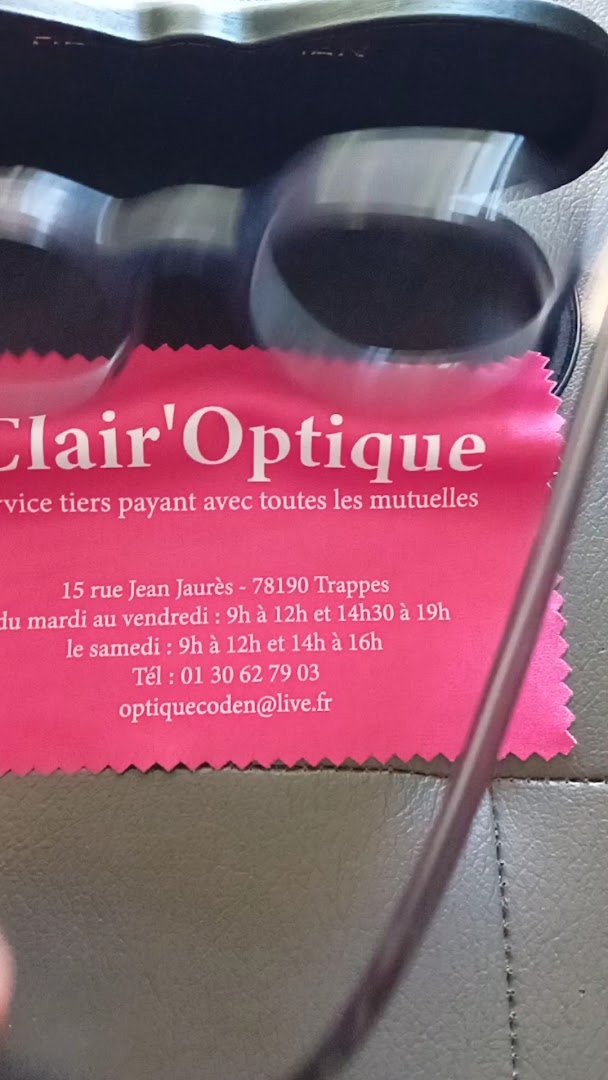 Clair'Optique
rvice tiers payant avec toutes les mutuelles
15 rue Jean Jaurès - 78190 Trappes
du mardi au vendredi : 9h à 12h et 14h30 à 19h
le samedi : 9h à 12h et 14h à 16h
Tél : 01 30 62 79 03
optiquecoden@live.fr